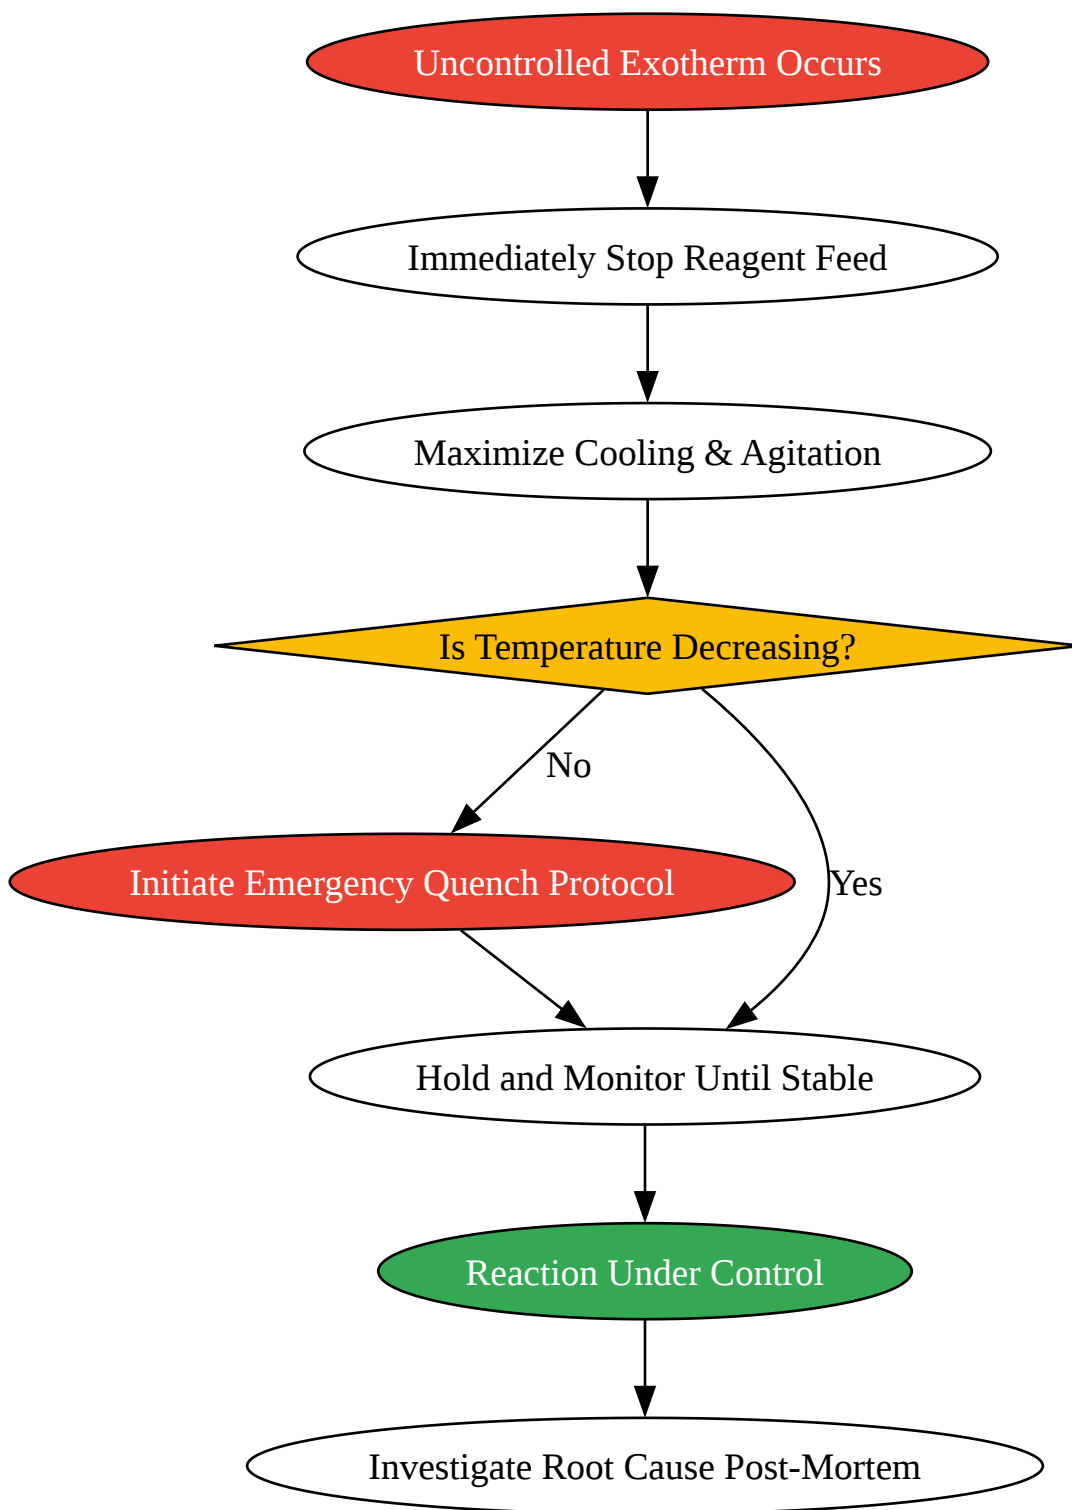 Uncontrolled Exotherm Occurs
Immediately Stop Reagent Feed
Maximize Cooling & Agitation
Is Temperature Decreasing?
No
Initiate Emergency Quench Protocol
Yes
Hold and Monitor Until Stable
Reaction Under Control
Investigate Root Cause Post-Mortem